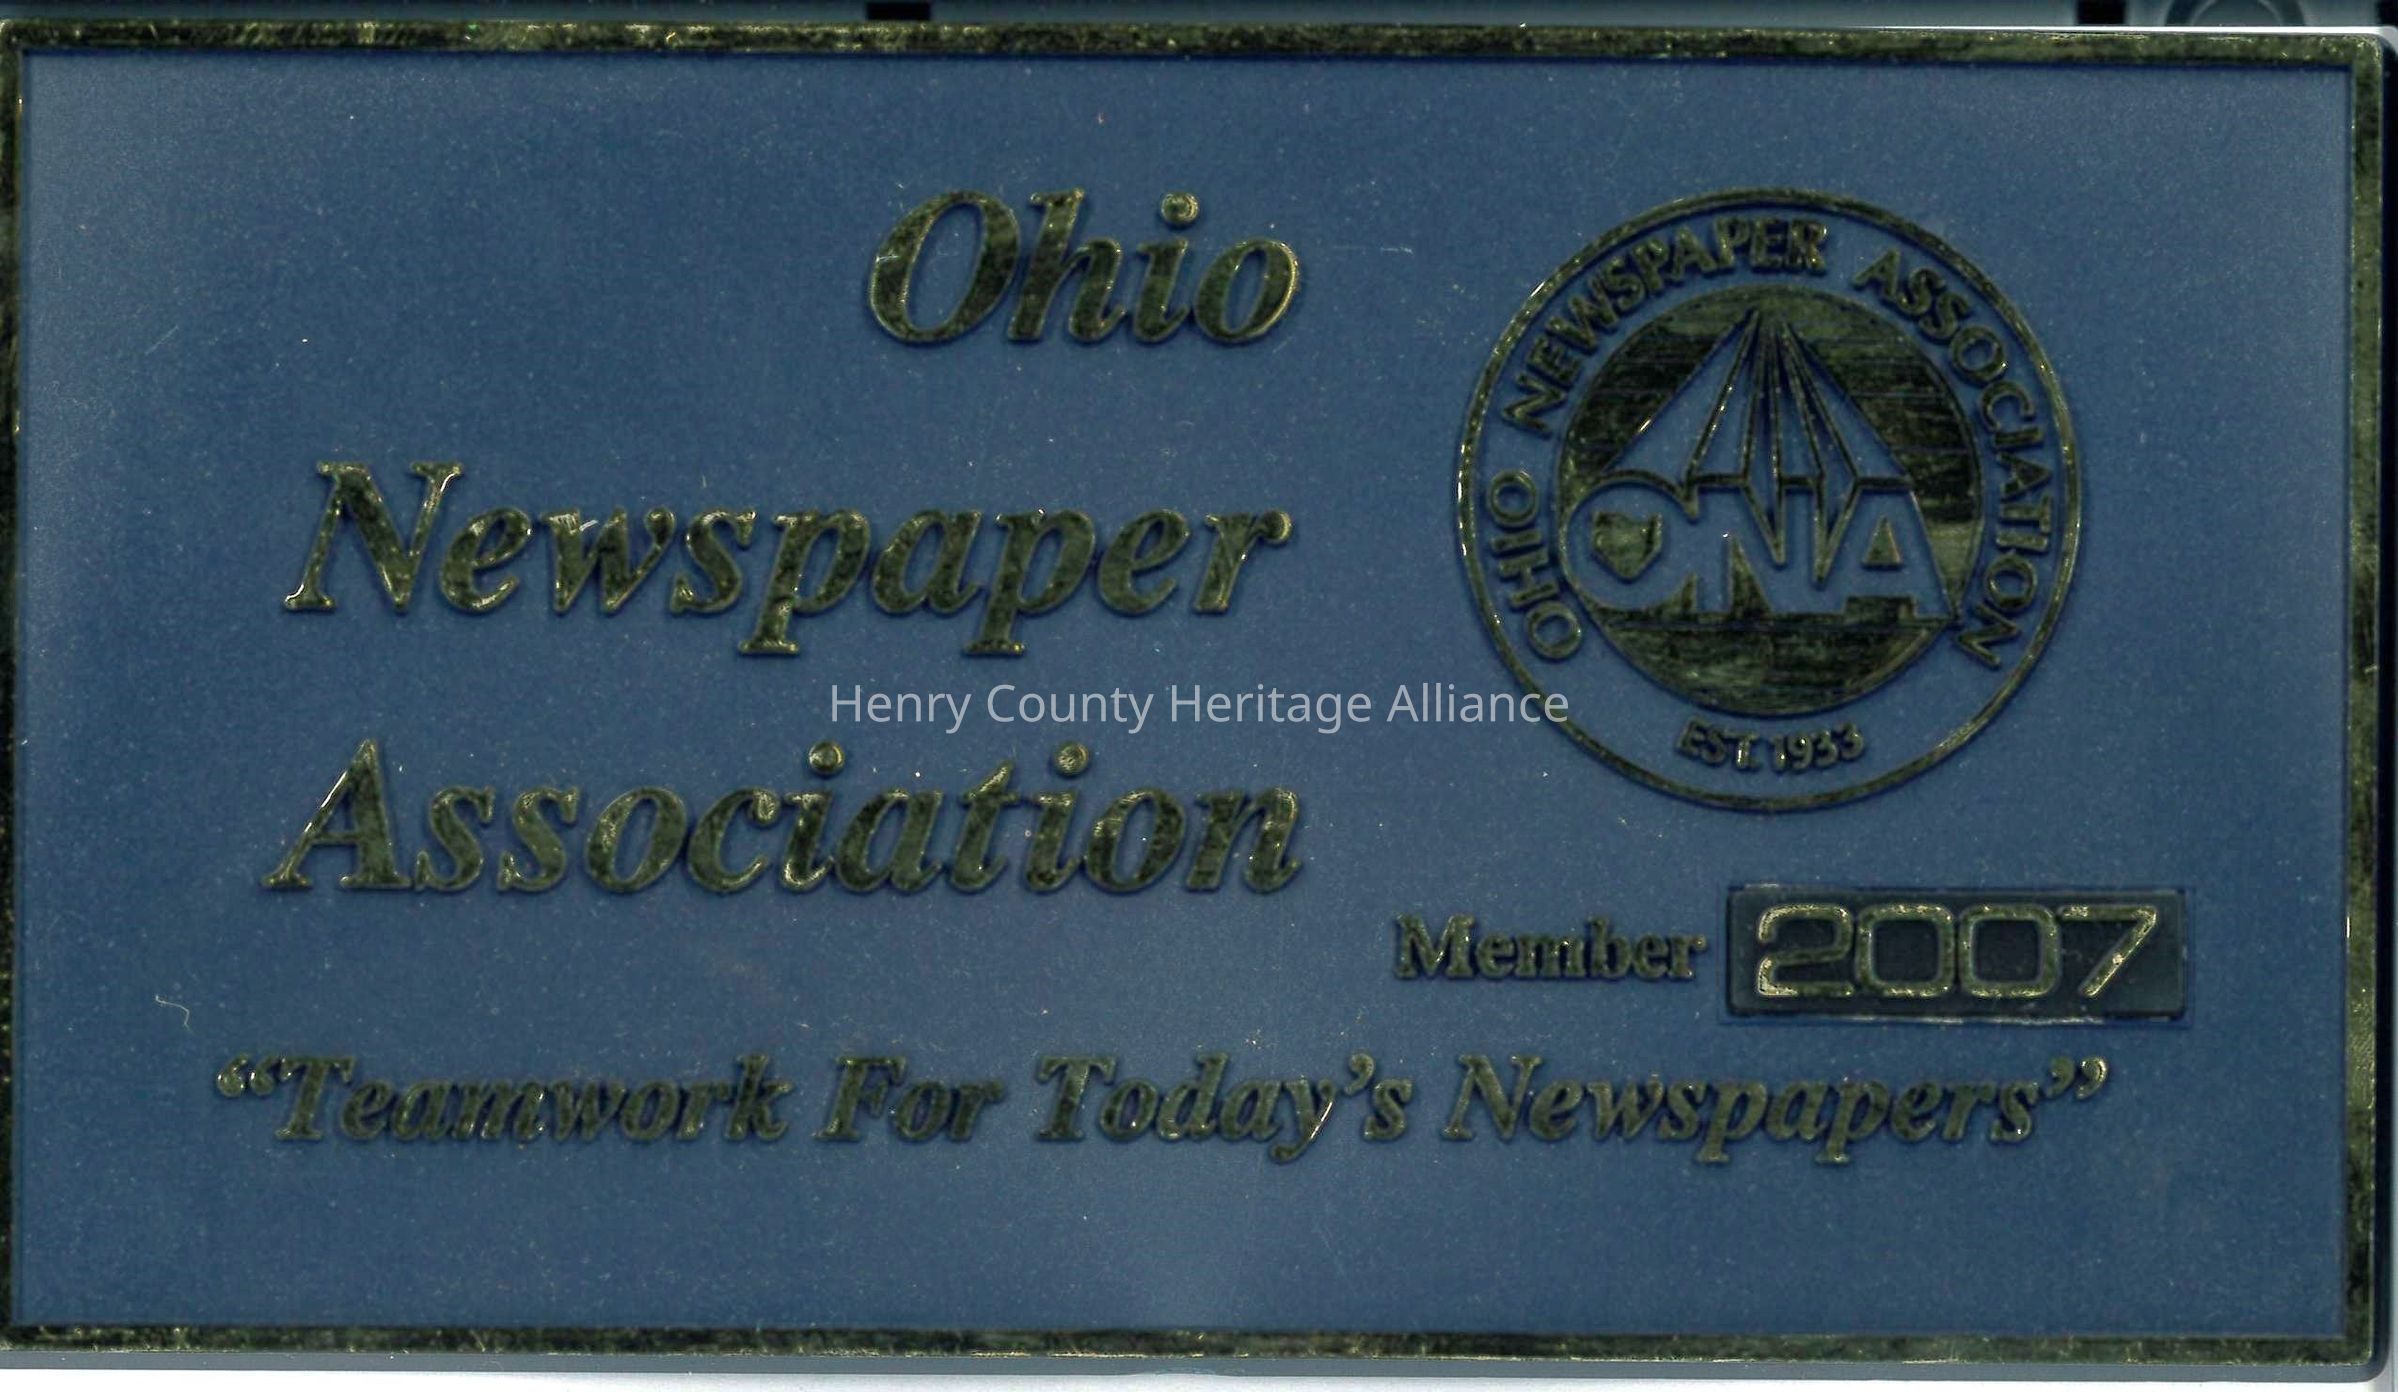 Ohio
Newspaper
Association
OHIO NEWSPAPER ASSOCIATION
ONA
EST. 1933
Henry County Heritage Alliance
Member 2007
“Teamwork For Today’s Newspapers”